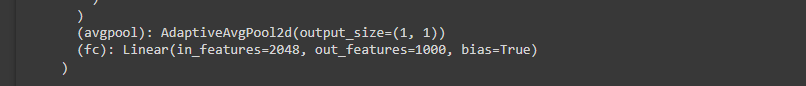 )
)
(avgpool): AdaptiveAvgPool2d(output_size=(1, 1))
(fc): Linear(in_features=2048, out_features=1000, bias=True)
)